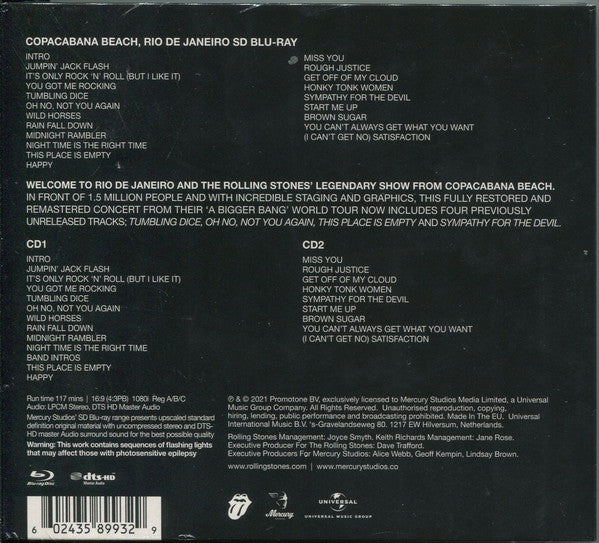 COPACABANA BEACH, RIO DE JANEIRO SD BLU-RAY
INTRO
JUMPIN' JACK FLASH
IT'S ONLY ROCK 'N' ROLL (BUT I LIKE IT)
YOU GOT ME ROCKING
TUMBLING DICE
OH NO, NOT YOU AGAIN
WILD HORSES
RAIN FALL DOWN
MIDNIGHT RAMBLER
NIGHT TIME IS THE RIGHT TIME
THIS PLACE IS EMPTY
HAPPY
MISS YOU
ROUGH JUSTICE
GET OFF OF MY CLOUD
HONKY TONK WOMEN
SYMPATHY FOR THE DEVIL
START ME UP
BROWN SUGAR
YOU CAN'T ALWAYS GET WHAT YOU WANT
(I CAN'T GET NO) SATISFACTION
WELCOME TO RIO DE JANEIRO AND THE ROLLING STONES' LEGENDARY SHOW FROM COPACABANA BEACH.
IN FRONT OF 1.5 MILLION PEOPLE AND WITH INCREDIBLE STAGING AND GRAPHICS, THIS FULLY RESTORED AND
REMASTERED CONCERT FROM THEIR 'A BIGGER BANG' WORLD TOUR NOW INCLUDES FOUR PREVIOUSLY
UNRELEASED TRACKS; TUMBLING DICE, OH NO, NOT YOU AGAIN, THIS PLACE IS EMPTY AND SYMPATHY FOR THE DEVIL.
CD1
INTRO
JUMPIN' JACK FLASH
IT'S ONLY ROCK 'N' ROLL (BUT I LIKE IT)
YOU GOT ME ROCKING
TUMBLING DICE
OH NO, NOT YOU AGAIN
WILD HORSES
RAIN FALL DOWN
MIDNIGHT RAMBLER
NIGHT TIME IS THE RIGHT TIME
BAND INTROS
THIS PLACE IS EMPTY
HAPPY
CD2
MISS YOU
ROUGH JUSTICE
GET OFF OF MY CLOUD
HONKY TONK WOMEN
SYMPATHY FOR THE DEVIL
START ME UP
BROWN SUGAR
YOU CAN'T ALWAYS GET WHAT YOU WANT
(I CAN'T GET NO) SATISFACTION
Run time 117 mins | 16:9 (4:3PB) 1080i Reg A/B/C
Audio: LPCM Stereo, DTS HD Master Audio
Mercury Studios' SD Blu-ray range presents upscaled standard
definition original material with uncompressed stereo and DTS-
HD master Audio surround sound for the best possible quality
Warning: This work contains sequences of flashing lights
that may affect those with photosensitive epilepsy
℗ & © 2021 Promotone BV, exclusively licensed to Mercury Studios Media Limited, a Universal
Music Group Company. All Rights Reserved. Unauthorised reproduction, copying,
hiring, lending, public performance and broadcasting prohibited. Made In The EU. Universal
International Music B.V. 's-Gravelandseweg 80. 1217 EW Hilversum, Netherlands.
Rolling Stones Management: Joyce Smyth, Keith Richards Management: Jane Rose.
Executive Producer For The Rolling Stones: Dave Trafford.
Executive Producers For Mercury Studios: Alice Webb, Geoff Kempin, Lindsay Brown.
www.rollingstones.com | www.mercurystudios.co
Blu-ray Disc
dts-HD
Master Audio
Mercury
UNIVERSAL
UNIVERSAL MUSIC GROUP
6 02435 89932 9